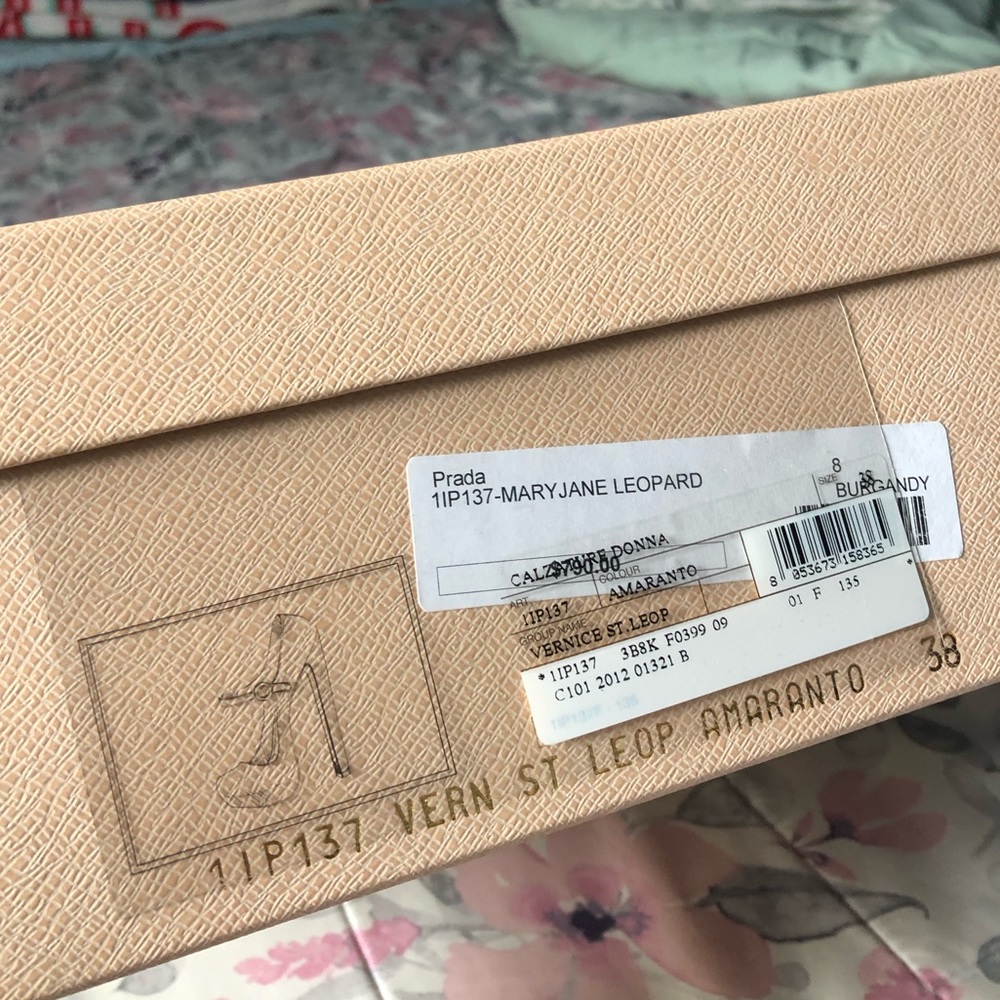 Prada
1IP137-MARYJANE LEOPARD
8
SIZE 38
BURGANDY
$790.00
CALZATURE DONNA
COLOUR
AMARANTO
ART.
1IP137
GROUP NAME
VERNICE ST.LEOP
8 053673 158365
*1IP137 3B8K F0399 09
01 F 135 *
C101 2012 01321 B
1IP137F - 135
1IP137 VERN ST LEOP AMARANTO 38